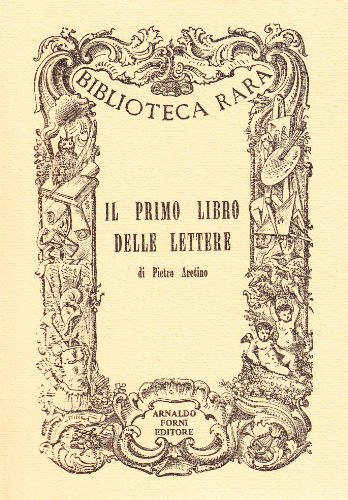 BIBLIOTECA RARA
IL PRIMO LIBRO
DELLE LETTERE
di Pietro Aretino
ARNALDO
FORNI
EDITORE